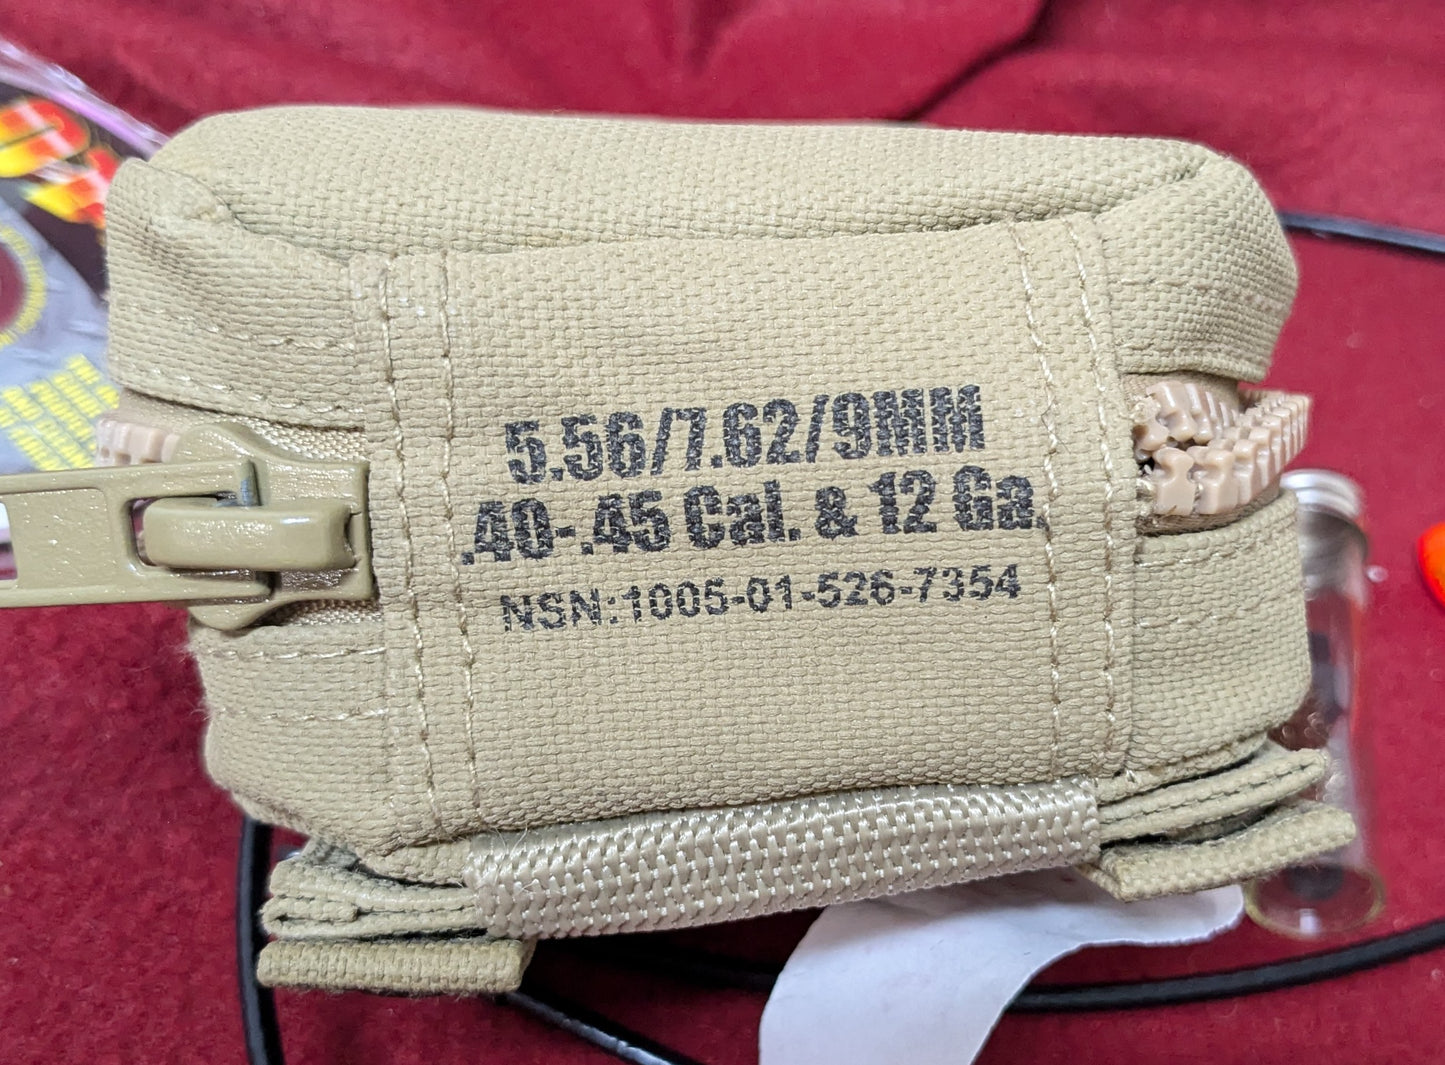 5.56/7.62/9MM
.40-.45 Cal. & 12 Ga.
NSN:1005-01-526-7354